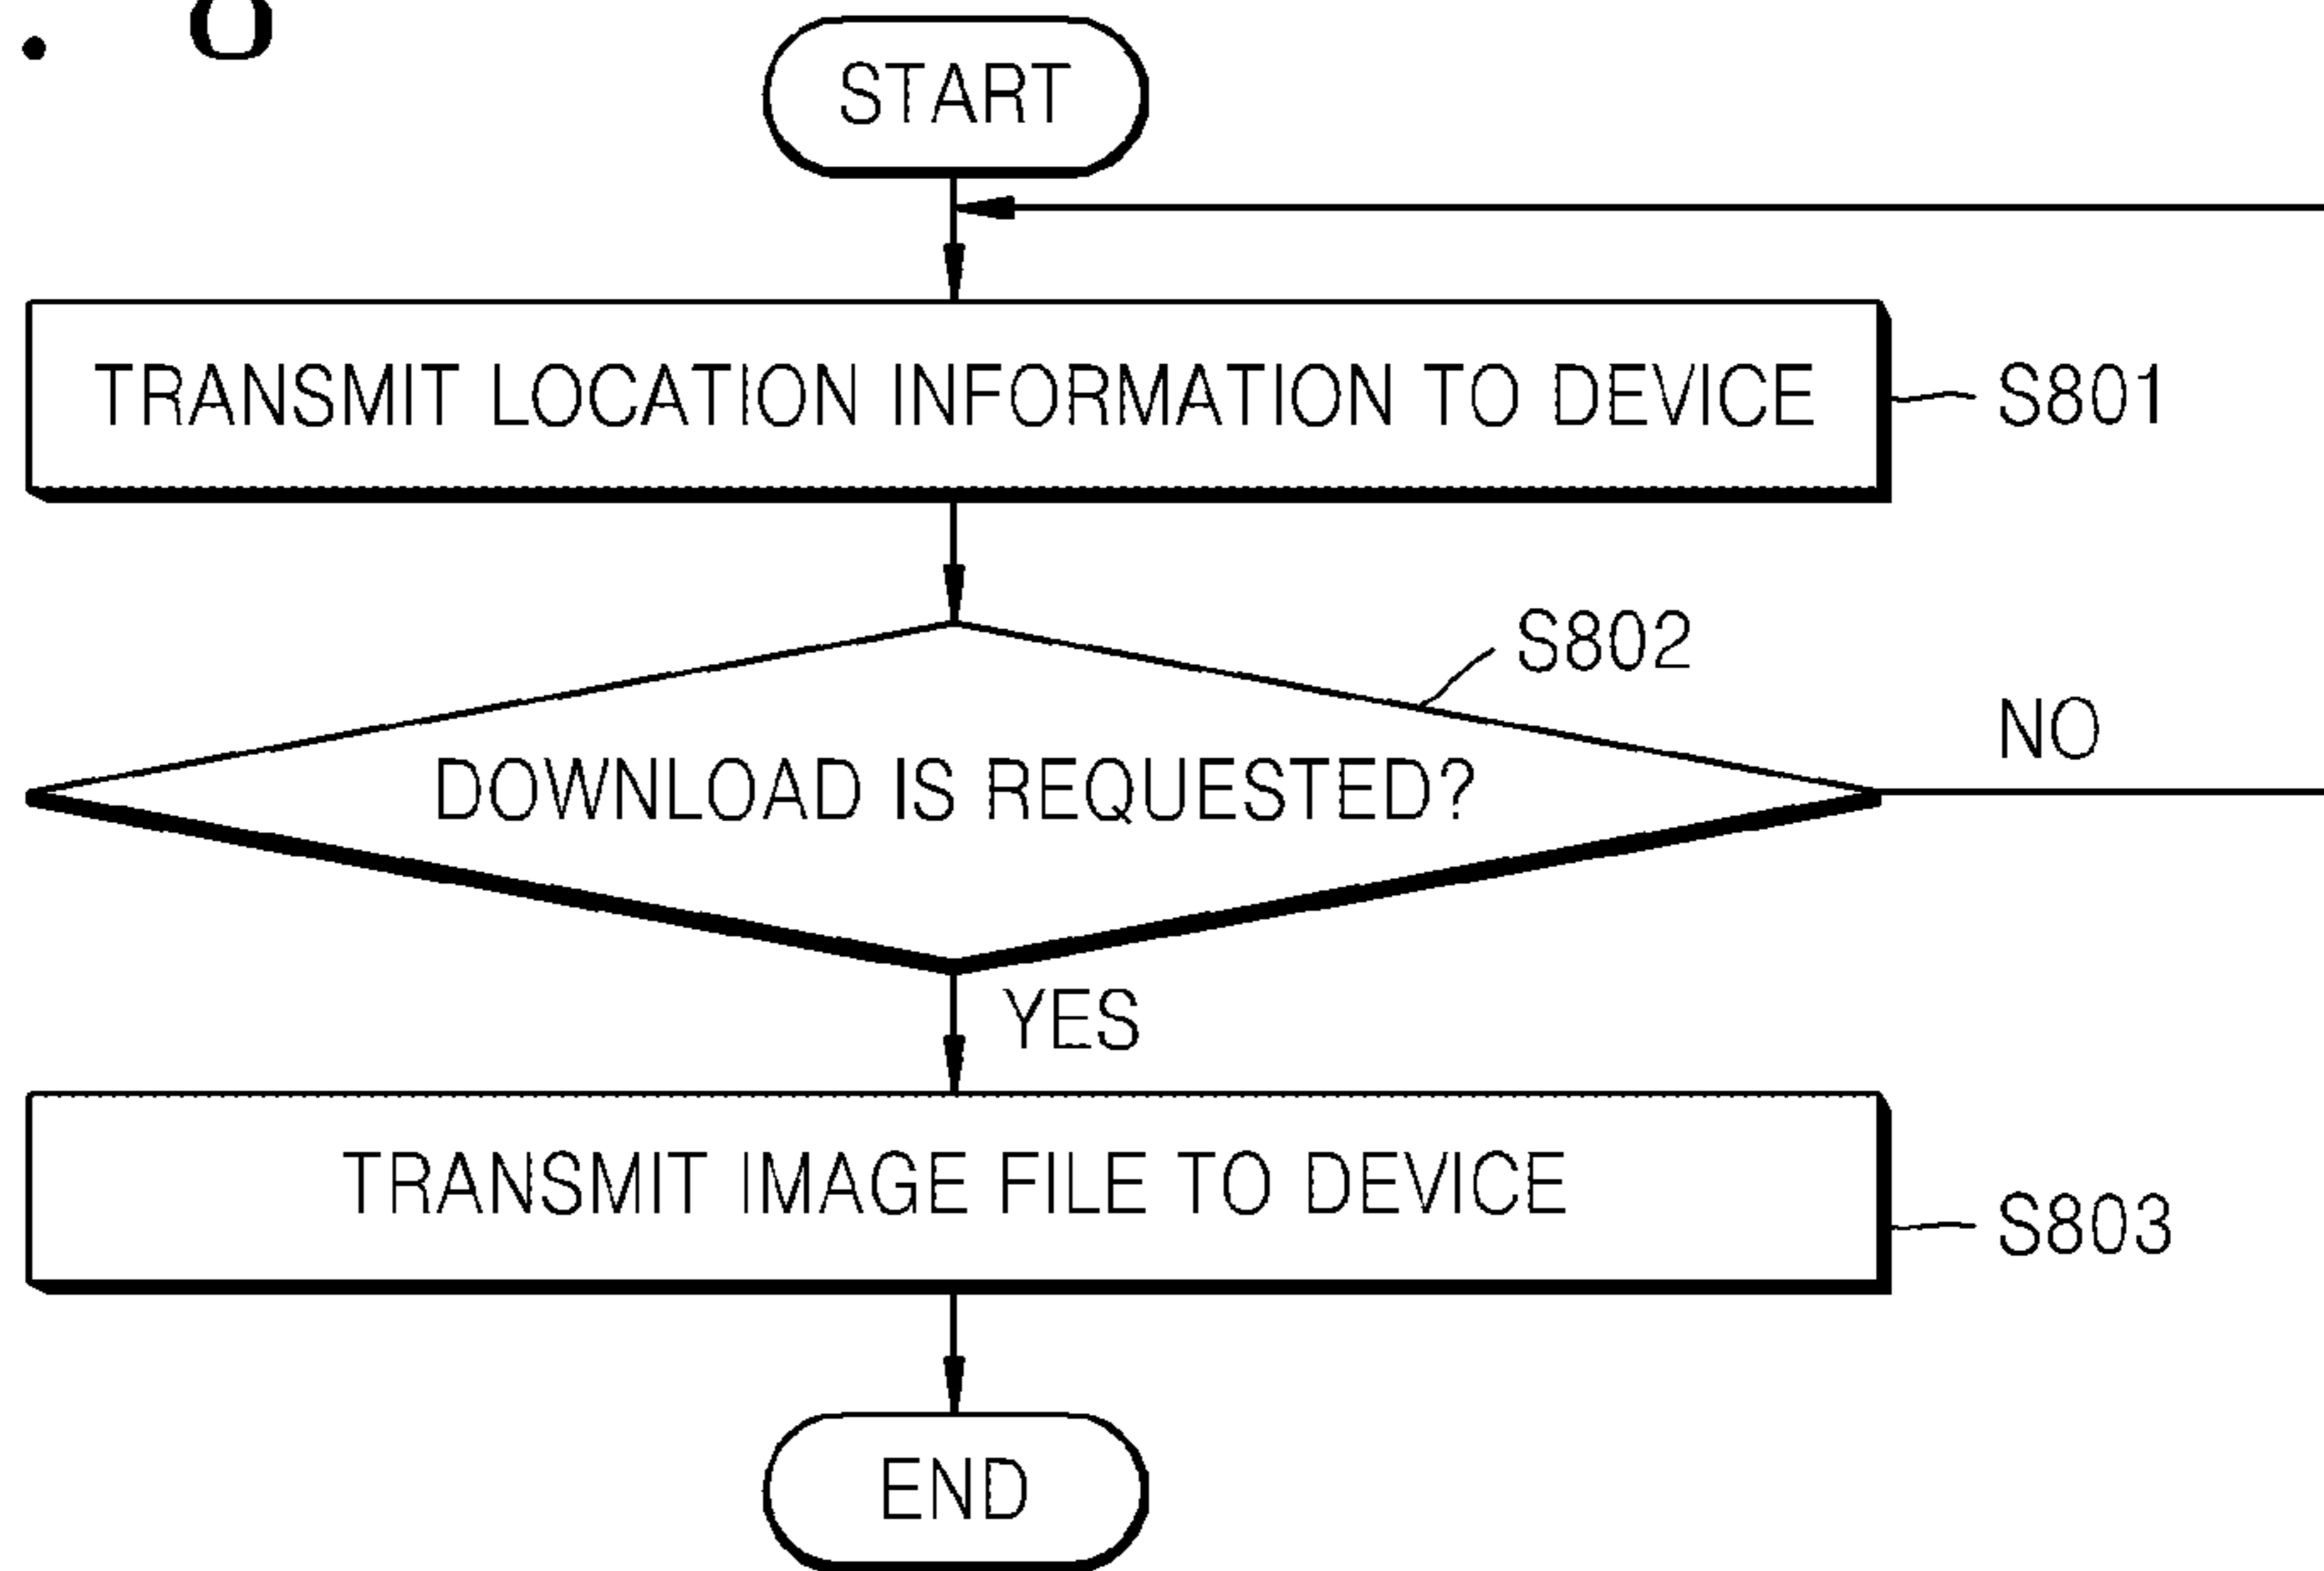 . 8
START
TRANSMIT LOCATION INFORMATION TO DEVICE
S801
S802
DOWNLOAD IS REQUESTED?
NO
YES
TRANSMIT IMAGE FILE TO DEVICE
S803
END